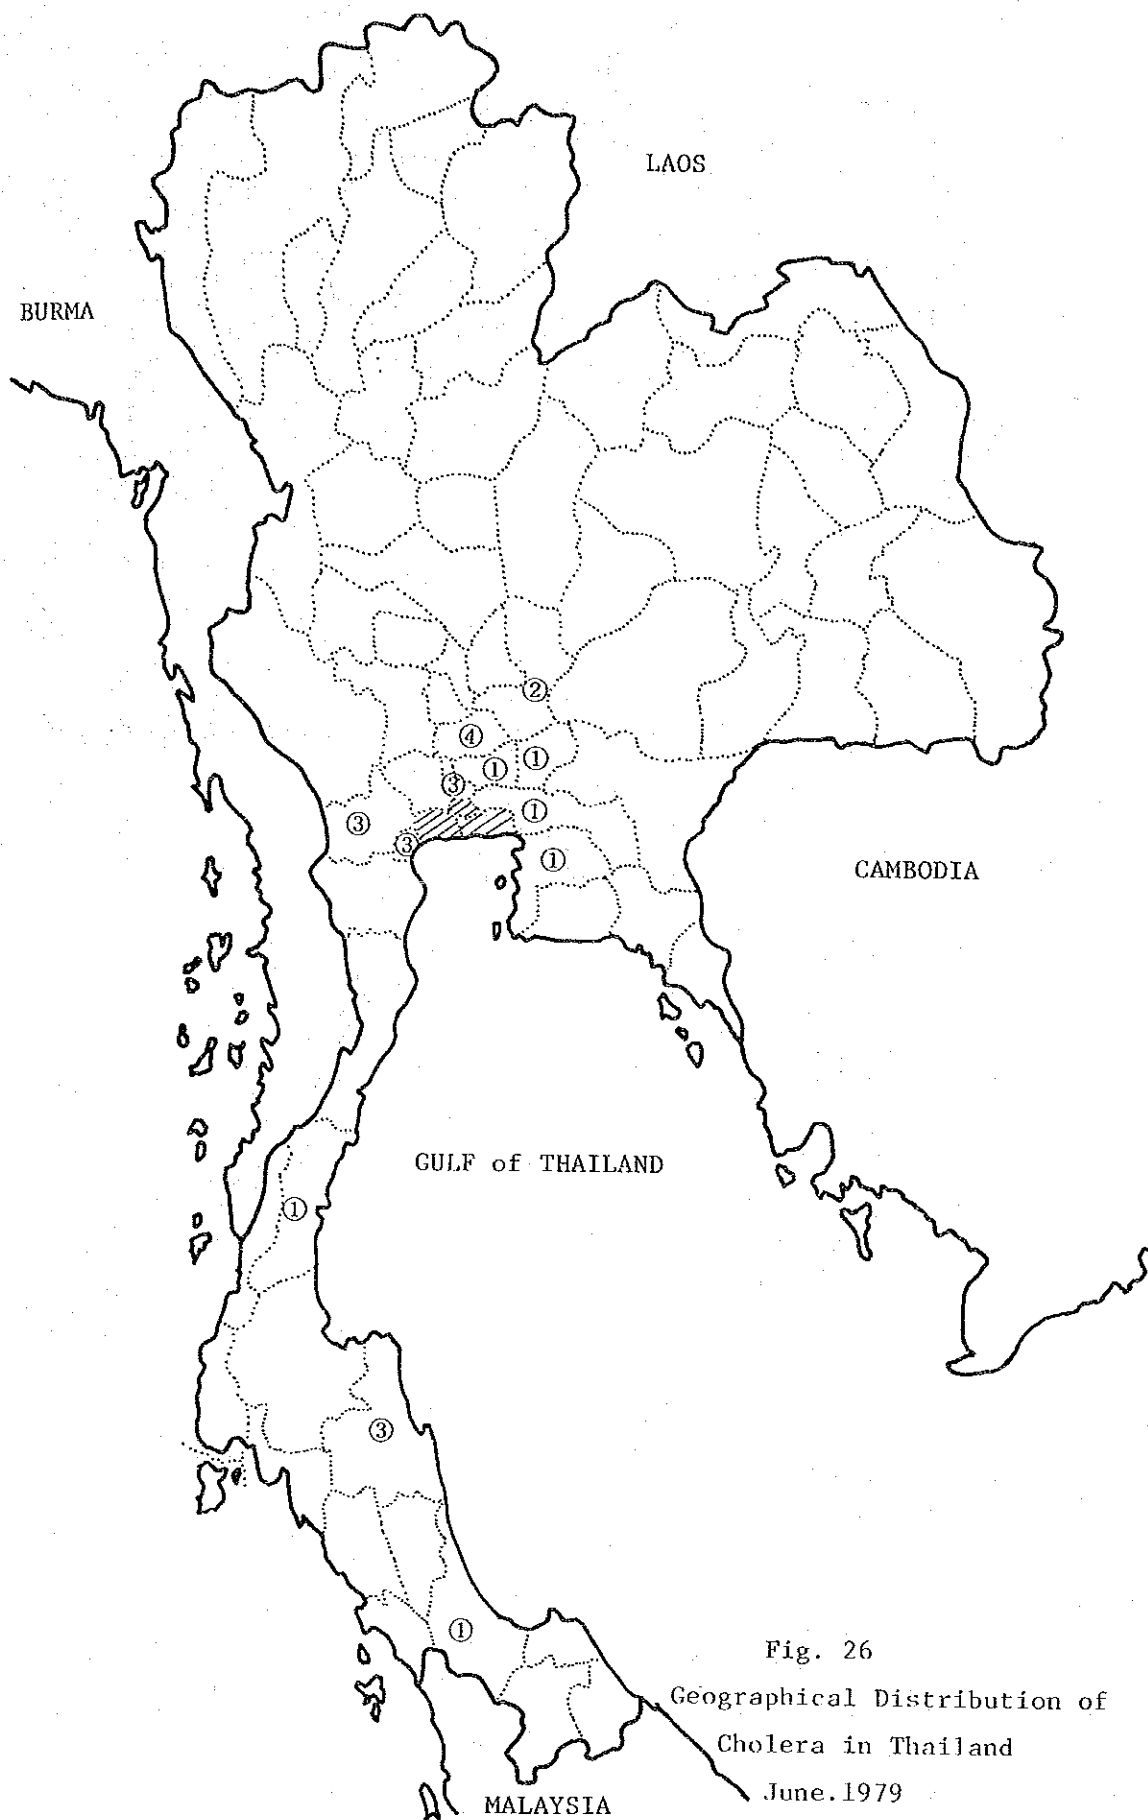 LAOS
BURMA
②
④
①
①
③
①
③
③
①
CAMBODIA
GULF of THAILAND
①
③
①
Fig. 26
Geographical Distribution of
Cholera in Thailand
June.1979
MALAYSIA